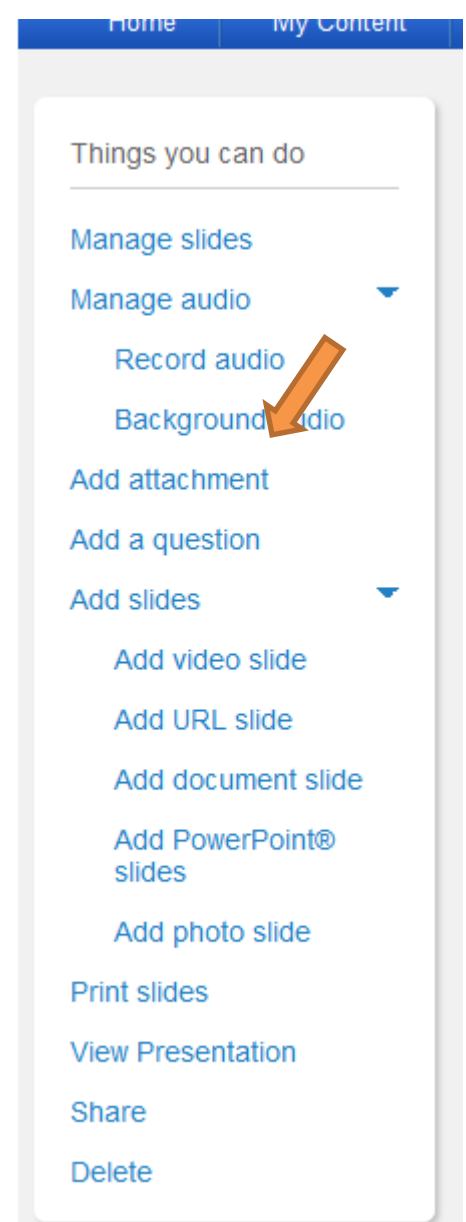 Home My Content
Things you can do
Manage slides
Manage audio
Record audio
Background audio
Add attachment
Add a question
Add slides
Add video slide
Add URL slide
Add document slide
Add PowerPoint®
slides
Add photo slide
Print slides
View Presentation
Share
Delete